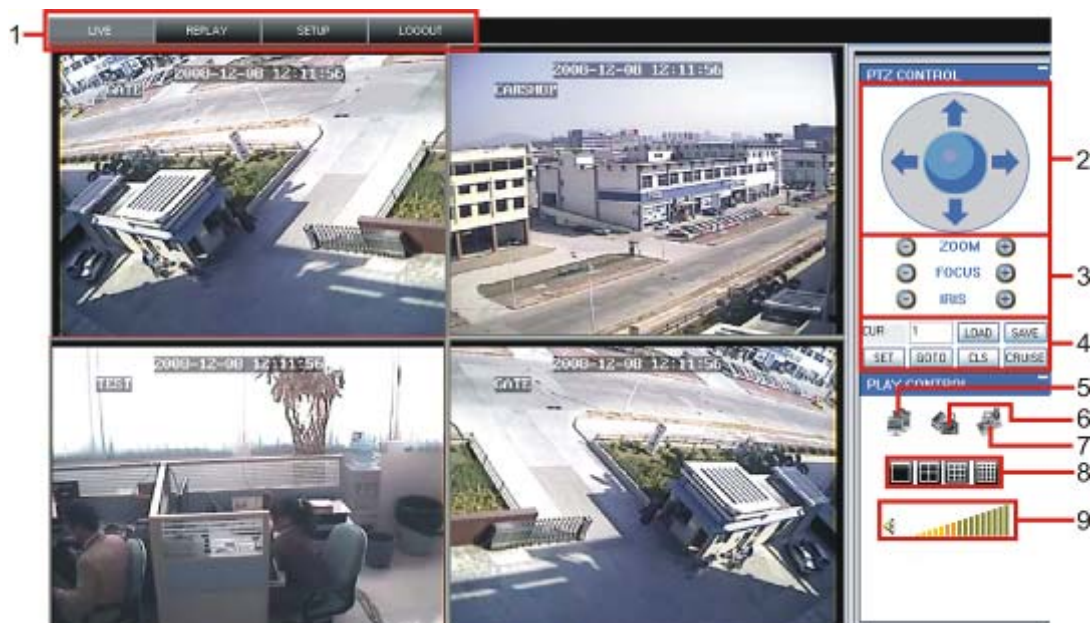 1
LIVE REPLAY SETUP LOGOUT
2008-12-08 12:11:56
GATE
2008-12-08 12:11:56
CARSHOP
2008-12-08 12:11:56
TEST
2008-12-08 12:11:56
GATE
PTZ CONTROL
2
ZOOM
FOCUS
IRIS
3
CUR 1 LOAD SAVE
SET GOTO CLS CRUISE
4
PLAY CONTROL
5
6
7
8
9